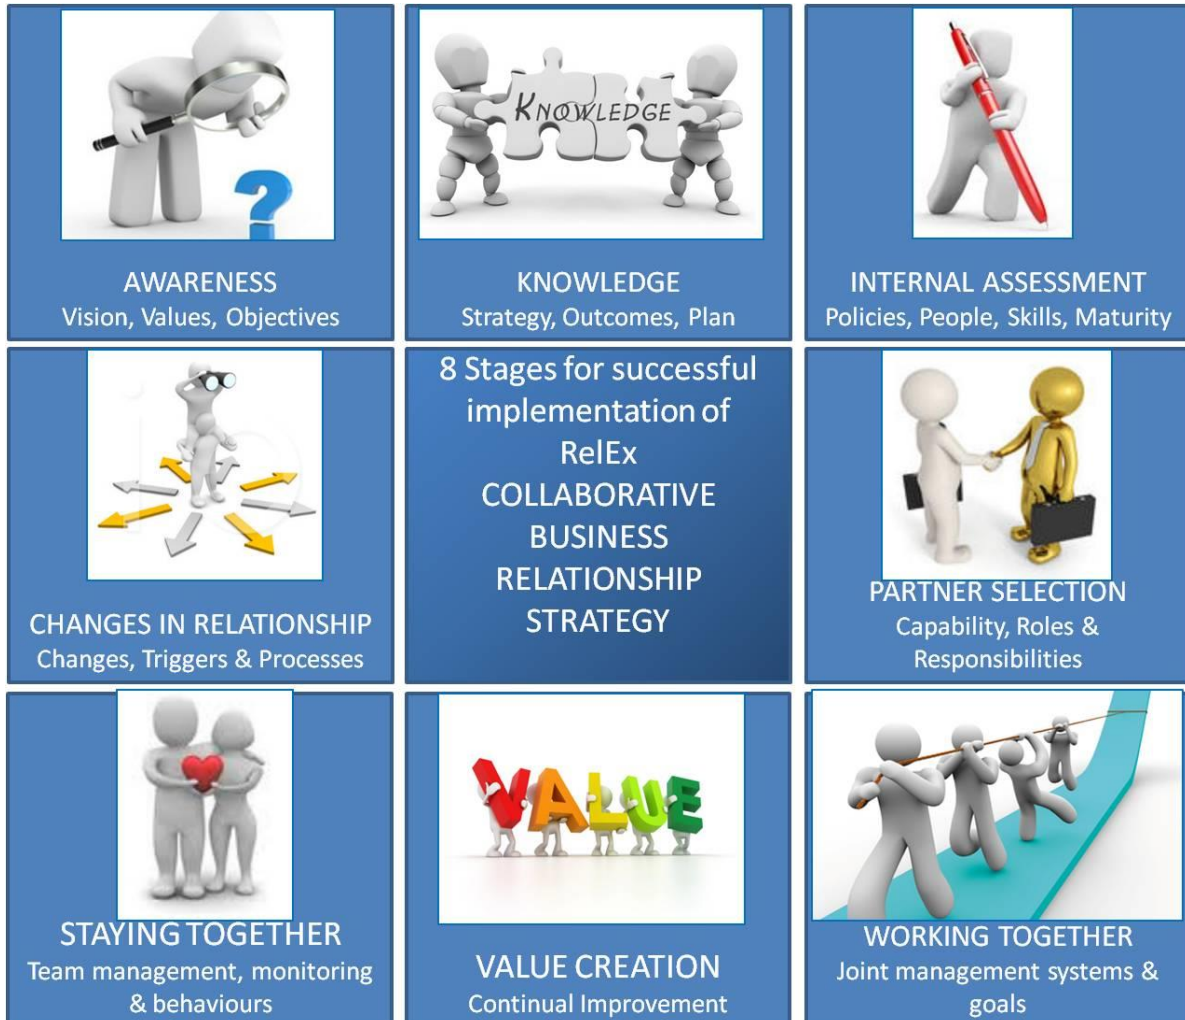 KNOWLEDGE
AWARENESS
Vision, Values, Objectives
KNOWLEDGE
Strategy, Outcomes, Plan
INTERNAL ASSESSMENT
Policies, People, Skills, Maturity
CHANGES IN RELATIONSHIP
Changes, Triggers & Processes
8 Stages for successful
implementation of
RelEx
COLLABORATIVE
BUSINESS
RELATIONSHIP
STRATEGY
PARTNER SELECTION
Capability, Roles &
Responsibilities
STAYING TOGETHER
Team management, monitoring
& behaviours
VALUE
VALUE CREATION
Continual Improvement
WORKING TOGETHER
Joint management systems &
goals